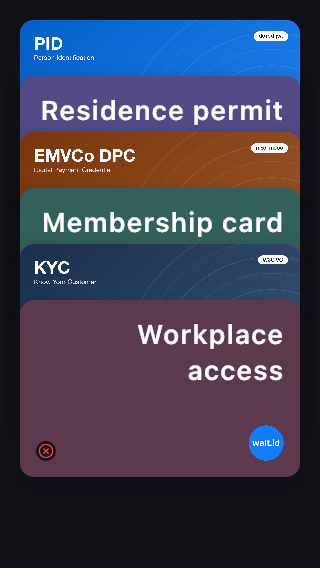 PID
Person Identification
Residence permit
EMVCo DPC
Digital Payment Credential
Membership card
KYC
Know Your Customer
Workplace
access
walt.id